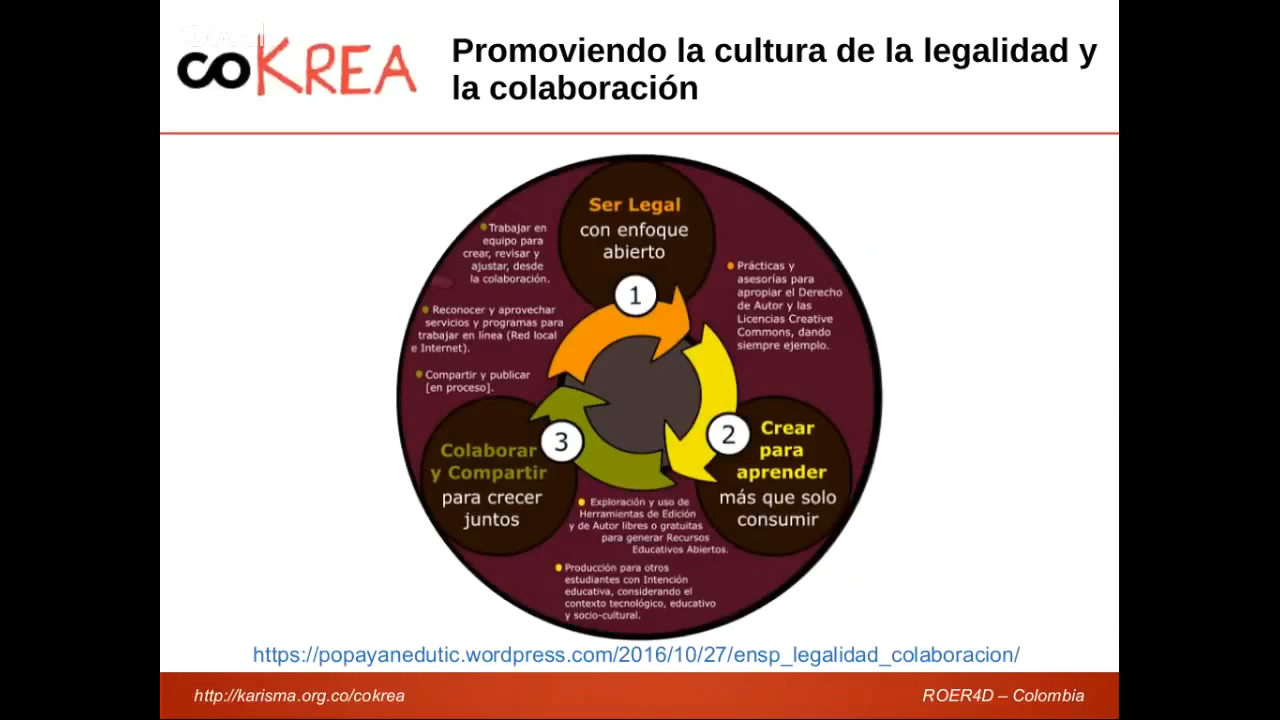 coKREA
Promoviendo la cultura de la legalidad y
la colaboración
Ser Legal
con enfoque
abierto
1
Prácticas y
asesorías para
apropiar el Derecho
de Autor y las
Licencias Creative
Commons, dando
siempre ejemplo.
2
Crear
para
aprender
más que solo
consumir
Exploración y uso de
Herramientas de Edición
y de Autor libres o gratuitas
para generar Recursos
Educativos Abiertos.
Producción para otros
estudiantes con Intención
educativa, considerando el
contexto tecnológico, educativo
y socio-cultural.
3
Colaborar
y Compartir
para crecer
juntos
Trabajar en
equipo para
crear, revisar y
ajustar, desde
la colaboración.
Reconocer y aprovechar
servicios y programas para
trabajar en línea (Red local
e Internet).
Compartir y publicar
[en proceso].
https://popayanedutic.wordpress.com/2016/10/27/ensp_legalidad_colaboracion/
http://karisma.org.co/cokrea
ROER4D – Colombia